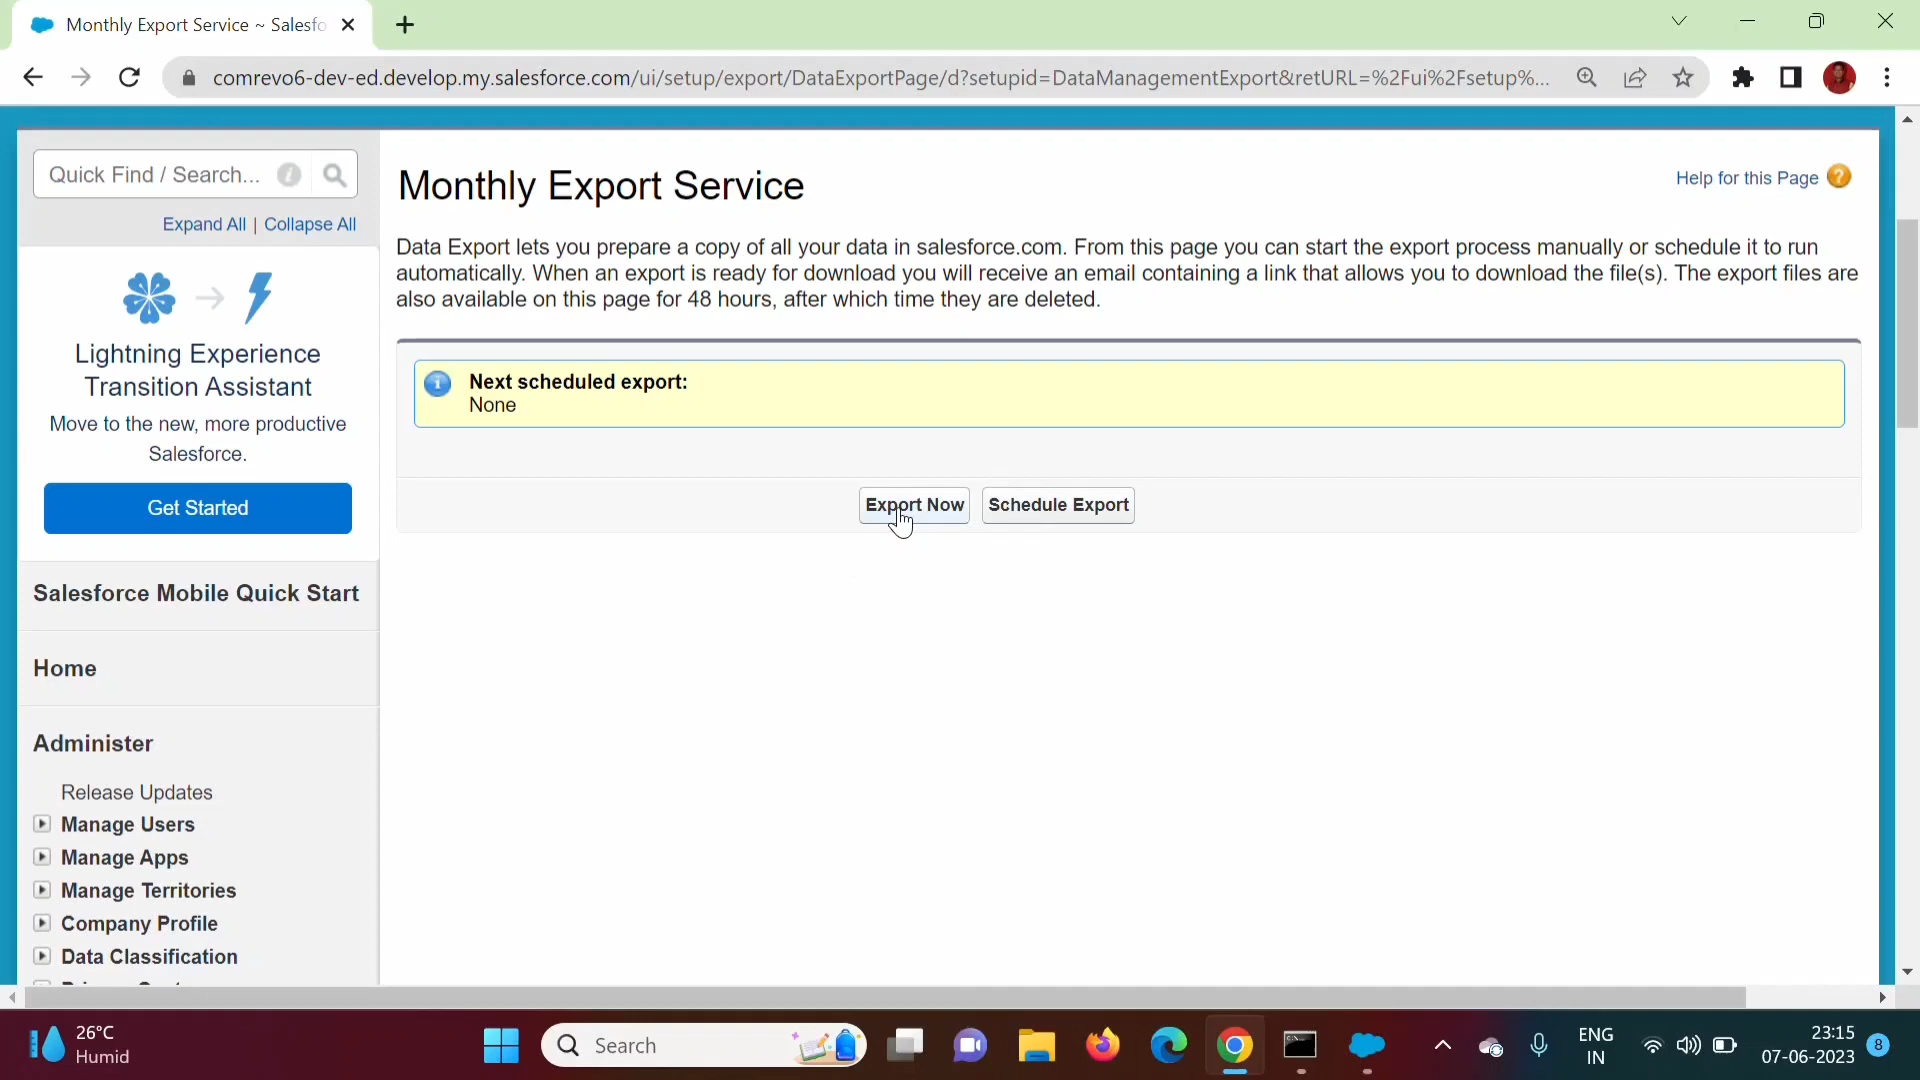 Monthly Export Service ~ Salesfo
comrevo6-dev-ed.develop.my.salesforce.com/ui/setup/export/DataExportPage/d?setupid=DataManagementExport&retURL=%2Fui%2Fsetup%...
Quick Find / Search...
Expand All | Collapse All
Lightning Experience
Transition Assistant
Move to the new, more productive
Salesforce.
Get Started
Salesforce Mobile Quick Start
Home
Administer
Release Updates
Manage Users
Manage Apps
Manage Territories
Company Profile
Data Classification
Monthly Export Service
Help for this Page ?
Data Export lets you prepare a copy of all your data in salesforce.com. From this page you can start the export process manually or schedule it to run
automatically. When an export is ready for download you will receive an email containing a link that allows you to download the file(s). The export files are
also available on this page for 48 hours, after which time they are deleted.
Next scheduled export:
None
Export Now
Schedule Export
26°C
Humid
Search
ENG
IN
23:15
07-06-2023
8